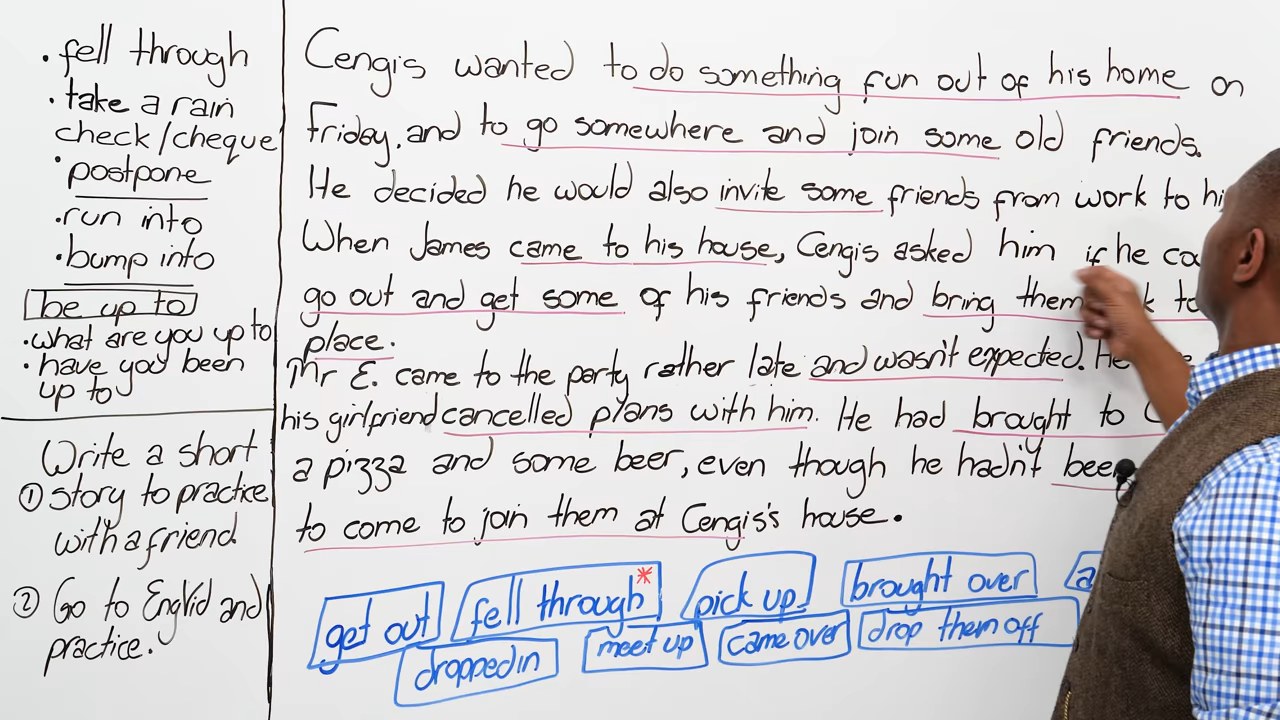 • fell through
• take a rain
check/cheque
• postpone
• run into
• bump into
be up to
• what are you up to
• have you been
up to
Write a short
① story to practice
with a friend.
② Go to EngVid and
practice.
Cengis wanted to do something fun out of his home on
Friday, and to go somewhere and join some old friends.
He decided he would also invite some friends from work to
When James came to his house, Cengis asked him if he
go out and get some of his friends and bring them to
place.
Mr E. came to the party rather late and wasn't expected. He
his girlfriend cancelled plans with him. He had brought to
a pizza and some beer, even though he hadn't been
to come to join them at Cengis's house.
get out
fell through*
pick up
brought over
dropped in
meet up
came over
drop them off